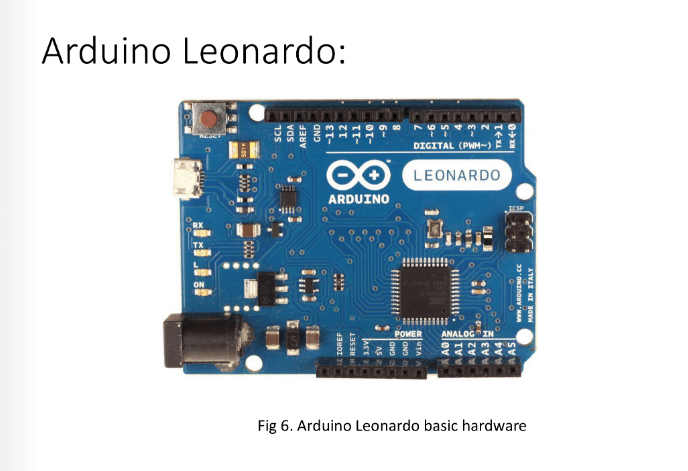 Arduino Leonardo:
RESET
SCL
SDA
AREF
GND
~13
12
~11
~10
~9
8
7
~6
~5
4
~3
2
TX→1
RX←0
DIGITAL (PWM~)
ARDUINO
LEONARDO
ICSP
RX
TX
L
ON
WWW.ARDUINO.CC
MADE IN ITALY
POWER
ANALOG IN
IOREF
RESET
3.3V
5V
GND
GND
Vin
A0
A1
A2
A3
A4
A5
Fig 6. Arduino Leonardo basic hardware